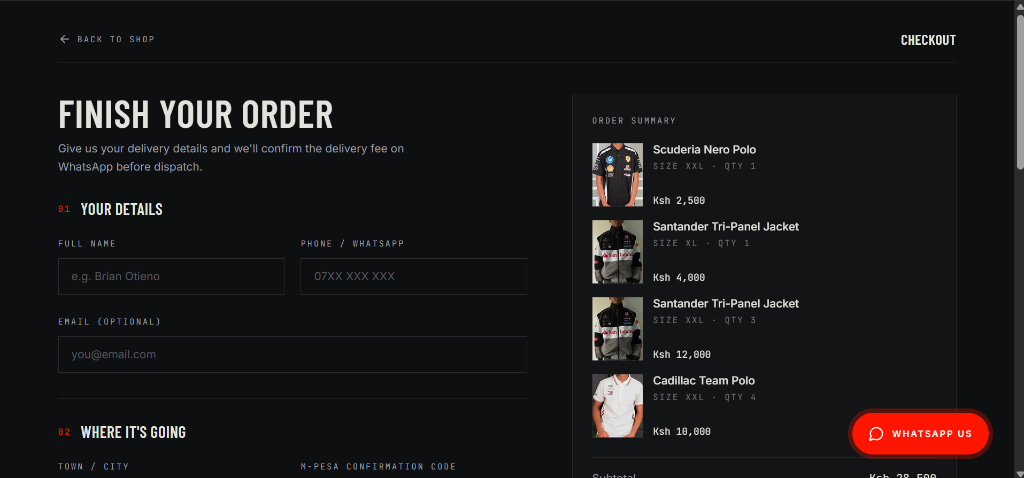 ← BACK TO SHOP
CHECKOUT
FINISH YOUR ORDER
Give us your delivery details and we'll confirm the delivery fee on
WhatsApp before dispatch.
01 YOUR DETAILS
FULL NAME
PHONE / WHATSAPP
e.g. Brian Otieno
07XX XXX XXX
EMAIL (OPTIONAL)
you@email.com
02 WHERE IT'S GOING
TOWN / CITY
M-PESA CONFIRMATION CODE
ORDER SUMMARY
Scuderia Nero Polo
SIZE XXL · QTY 1
Ksh 2,500
Santander Tri-Panel Jacket
SIZE XL · QTY 1
Ksh 4,000
Santander Tri-Panel Jacket
SIZE XXL · QTY 3
Ksh 12,000
Cadillac Team Polo
SIZE XXL · QTY 4
Ksh 10,000
Subtotal
Ksh 28,500
WHATSAPP US